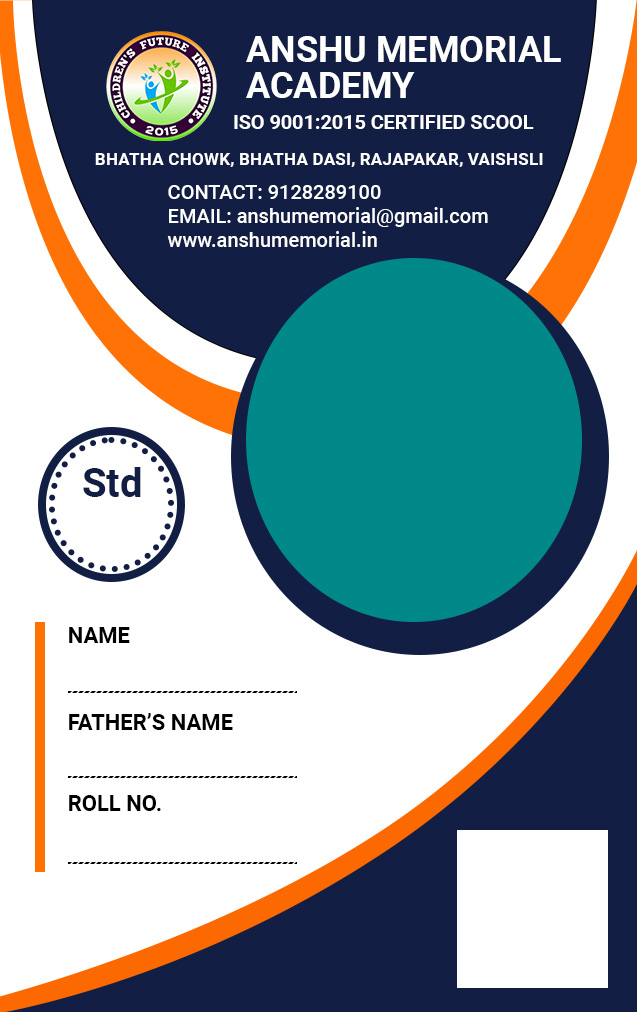 CHILDREN'S FUTURE INSTITUTE
2015
ANSHU MEMORIAL
ACADEMY
ISO 9001:2015 CERTIFIED SCOOL
BHATHA CHOWK, BHATHA DASI, RAJAPAKAR, VAISHSLI
CONTACT: 9128289100
EMAIL: anshumemorial@gmail.com
www.anshumemorial.in
Std
NAME
FATHER’S NAME
ROLL NO.